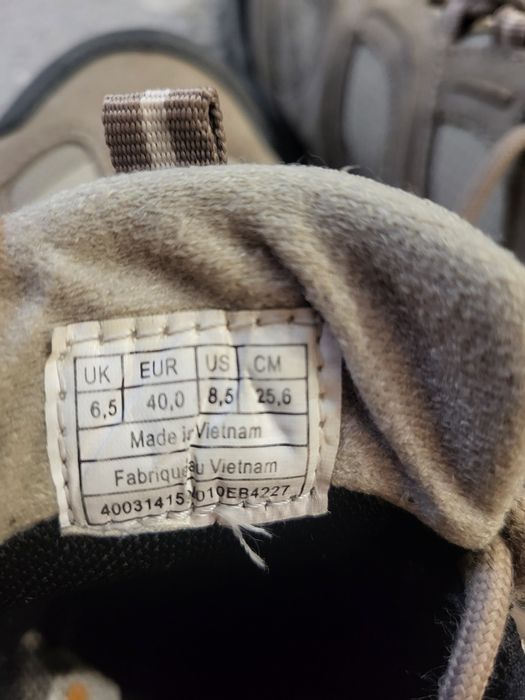 UK EUR US CM
6,5 40,0 8,5 25,6
Made in Vietnam
Fabriqué au Vietnam
40031415 010EB4227